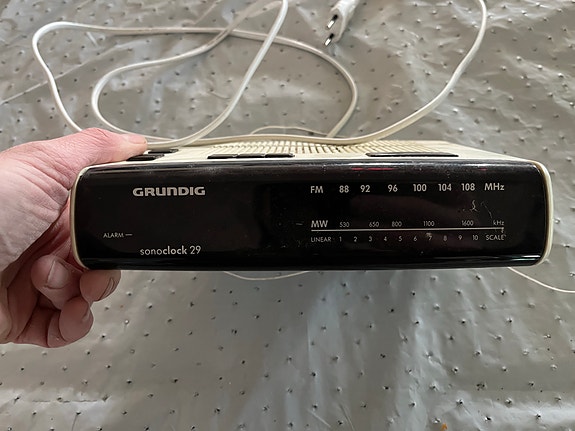 GRUNDIG
FM 88 92 96 100 104 108 MHz
MW 530 650 800 1100 1600 kHz
LINEAR 1 2 3 4 5 6 7 8 9 10 SCALE
ALARM
sonoclock 29